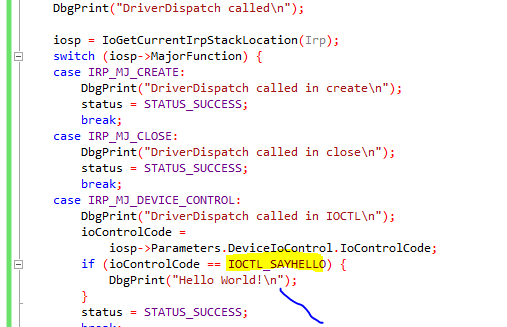 DbgPrint("DriverDispatch called\n");
iosp = IoGetCurrentIrpStackLocation(Irp);
switch (iosp->MajorFunction) {
case IRP_MJ_CREATE:
DbgPrint("DriverDispatch called in create\n");
status = STATUS_SUCCESS;
break;
case IRP_MJ_CLOSE:
DbgPrint("DriverDispatch called in close\n");
status = STATUS_SUCCESS;
break;
case IRP_MJ_DEVICE_CONTROL:
DbgPrint("DriverDispatch called in IOCTL\n");
ioControlCode =
iosp->Parameters.DeviceIoControl.IoControlCode;
if (ioControlCode == IOCTL_SAYHELLO) {
DbgPrint("Hello World!\n");
}
status = STATUS_SUCCESS;